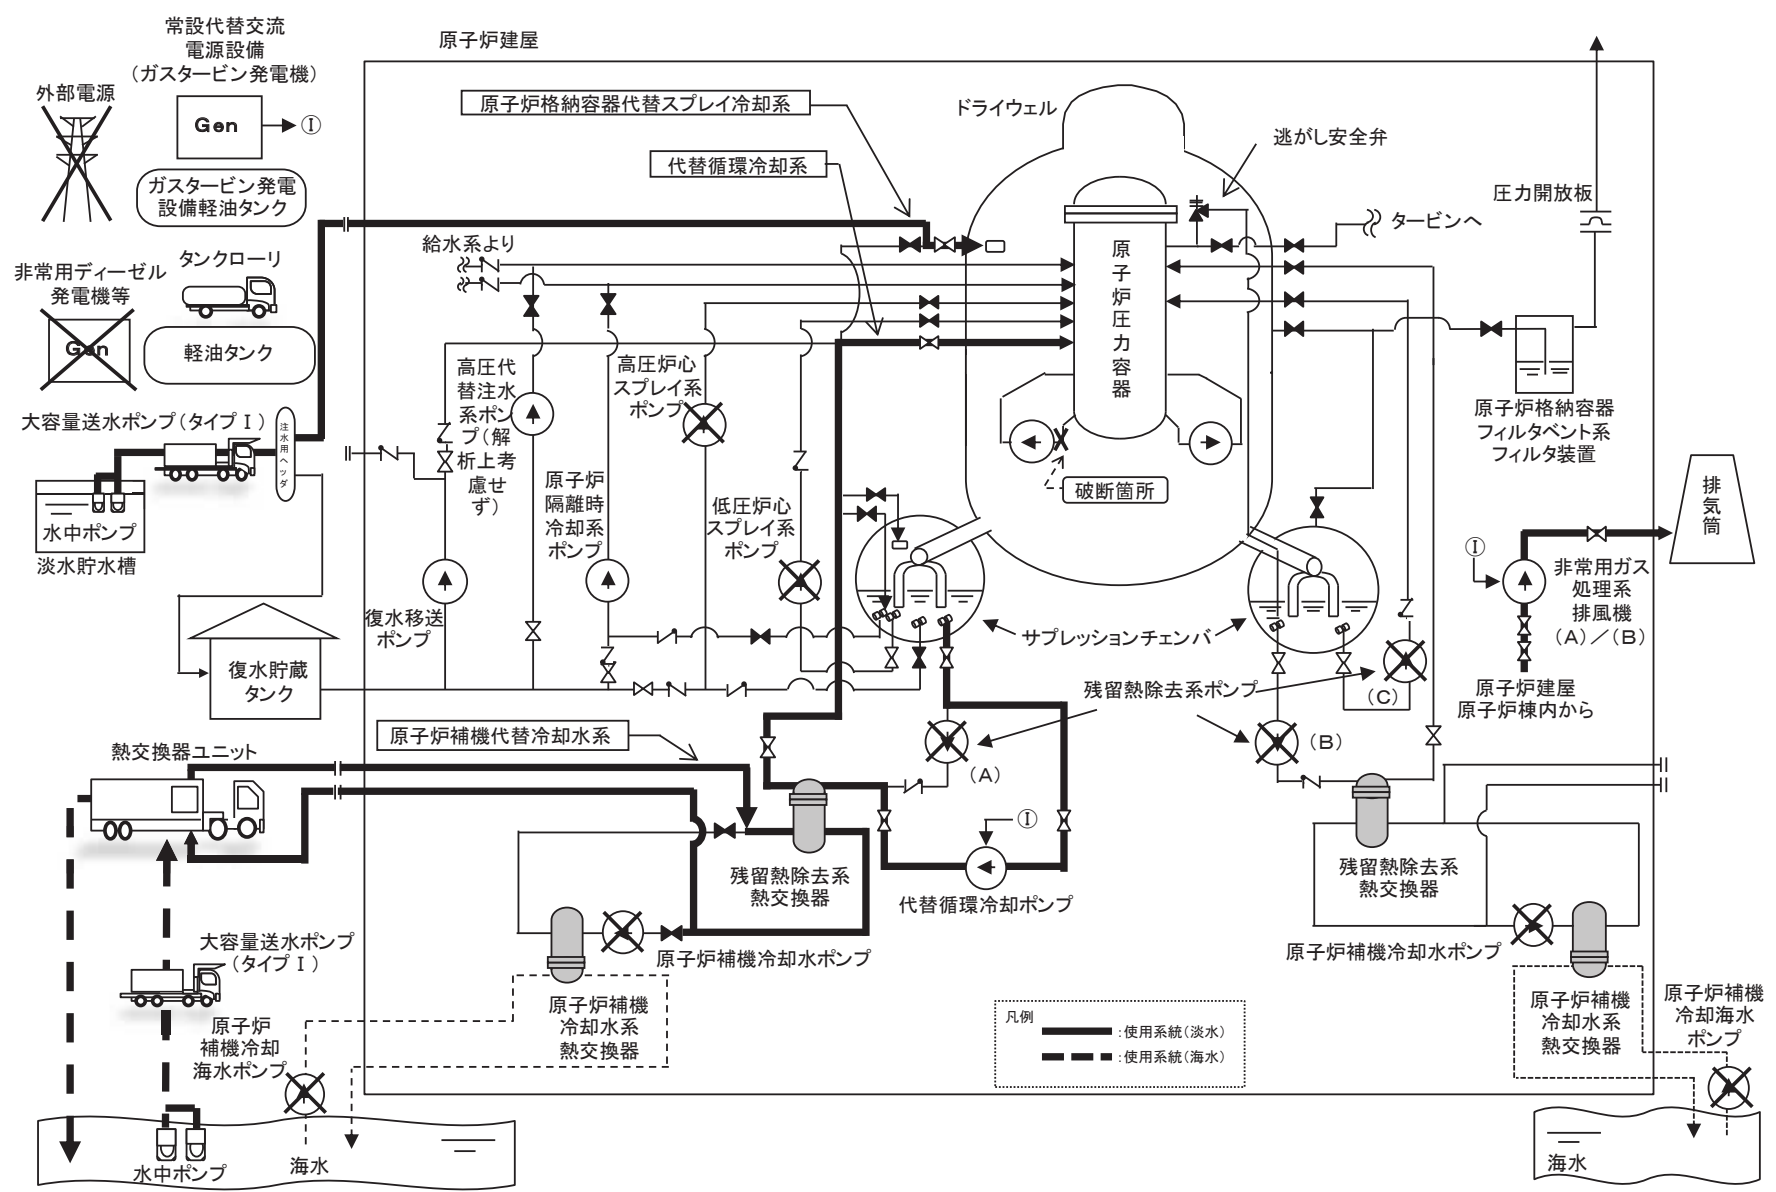 常設代替交流
電源設備
(ガスタービン発電機)
外部電源
Gen
Ⓘ
ガスタービン発電
設備軽油タンク
非常用ディーゼル
発電機等
Gen
タンクローリ
軽油タンク
大容量送水ポンプ(タイプⅠ)
注水用ヘッダ
水中ポンプ
淡水貯水槽
復水貯蔵
タンク
原子炉建屋
原子炉格納容器代替スプレイ冷却系
代替循環冷却系
給水系より
ドライウェル
逃がし安全弁
タービンへ
圧力開放板
原子炉圧力容器
高圧代
替注水
系ポン
プ(解
析上考
慮せ
ず)
高圧炉心
スプレイ系
ポンプ
原子炉
隔離時
冷却系
ポンプ
低圧炉心
スプレイ系
ポンプ
復水移送
ポンプ
破断箇所
サプレッションチェンバ
残留熱除去系ポンプ
(A)
(B)
(C)
原子炉格納容器
フィルタベント系
フィルタ装置
排気筒
Ⓘ
非常用ガス
処理系
排風機
(A)/(B)
原子炉建屋
原子炉棟内から
原子炉補機代替冷却水系
熱交換器ユニット
残留熱除去系
熱交換器
Ⓘ
代替循環冷却ポンプ
残留熱除去系
熱交換器
原子炉補機冷却水ポンプ
原子炉補機冷却水ポンプ
大容量送水ポンプ
(タイプⅠ)
原子炉
補機冷却
海水ポンプ
原子炉補機
冷却水系
熱交換器
凡例
:使用系統(淡水)
:使用系統(海水)
原子炉補機
冷却水系
熱交換器
原子炉補機
冷却海水
ポンプ
水中ポンプ
海水
海水